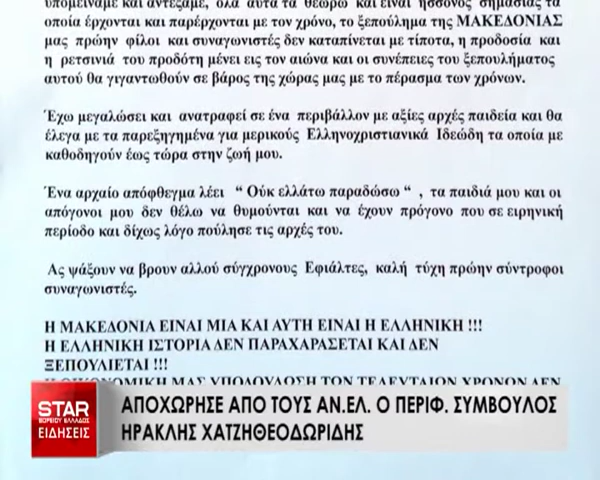 υπομείναμε και αντέξαμε, όλα αυτά τα θεωρώ και είναι ήσσονος σημασίας τα
οποία έρχονται και παρέρχονται με τον χρόνο, το ξεπούλημα της ΜΑΚΕΔΟΝΙΑΣ
μας πρώην φίλοι και συναγωνιστές δεν καταπίνεται με τίποτα, η προδοσία και
η ρετσινιά του προδότη μένει εις τον αιώνα και οι συνέπειες του ξεπουλήματος
αυτού θα γιγαντωθούν σε βάρος της χώρας μας με το πέρασμα των χρόνων.
Έχω μεγαλώσει και ανατραφεί σε ένα περιβάλλον με αξίες αρχές παιδεία και θα
έλεγα με τα παρεξηγημένα για μερικούς Ελληνοχριστιανικά Ιδεώδη τα οποία με
καθοδηγούν έως τώρα στην ζωή μου.
Ένα αρχαίο απόφθεγμα λέει “ Ούκ ελλάτω παραδώσω “ , τα παιδιά μου και οι
απόγονοι μου δεν θέλω να θυμούνται και να έχουν πρόγονο που σε ειρηνική
περίοδο και δίχως λόγο πούλησε τις αρχές του.
Ας ψάξουν να βρουν αλλού σύγχρονους Εφιάλτες, καλή τύχη πρώην σύντροφοι
συναγωνιστές.
Η ΜΑΚΕΔΟΝΙΑ ΕΙΝΑΙ ΜΙΑ ΚΑΙ ΑΥΤΗ ΕΙΝΑΙ Η ΕΛΛΗΝΙΚΗ !!!
Η ΕΛΛΗΝΙΚΗ ΙΣΤΟΡΙΑ ΔΕΝ ΠΑΡΑΧΑΡΑΣΕΤΑΙ ΚΑΙ ΔΕΝ
ΞΕΠΟΥΛΙΕΤΑΙ !!!
Η ΟΙΚΟΝΟΜΙΚΗ ΜΑΣ ΥΠΟΔΟΥΛΩΣΗ ΤΩΝ ΤΕΛΕΥΤΑΙΩΝ ΧΡΟΝΩΝ ΔΕΝ
STAR
ΒΟΡΕΙΟΥ ΕΛΛΑΔΟΣ
ΕΙΔΗΣΕΙΣ
ΑΠΟΧΩΡΗΣΕ ΑΠΟ ΤΟΥΣ ΑΝ.ΕΛ. Ο ΠΕΡΙΦ. ΣΥΜΒΟΥΛΟΣ
ΗΡΑΚΛΗΣ ΧΑΤΖΗΘΕΟΔΩΡΙΔΗΣ